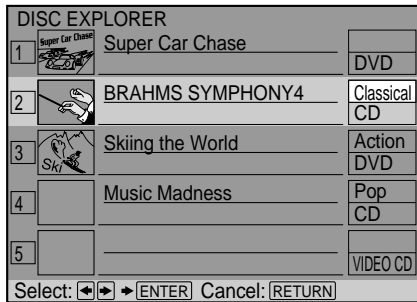 DISC EXPLORER
1 Super Car Chase Super Car Chase
DVD
2 BRAHMS SYMPHONY4 Classical
CD
3 Ski Skiing the World Action
DVD
4 Music Madness Pop
CD
5
VIDEO CD
Select: ENTER Cancel: RETURN